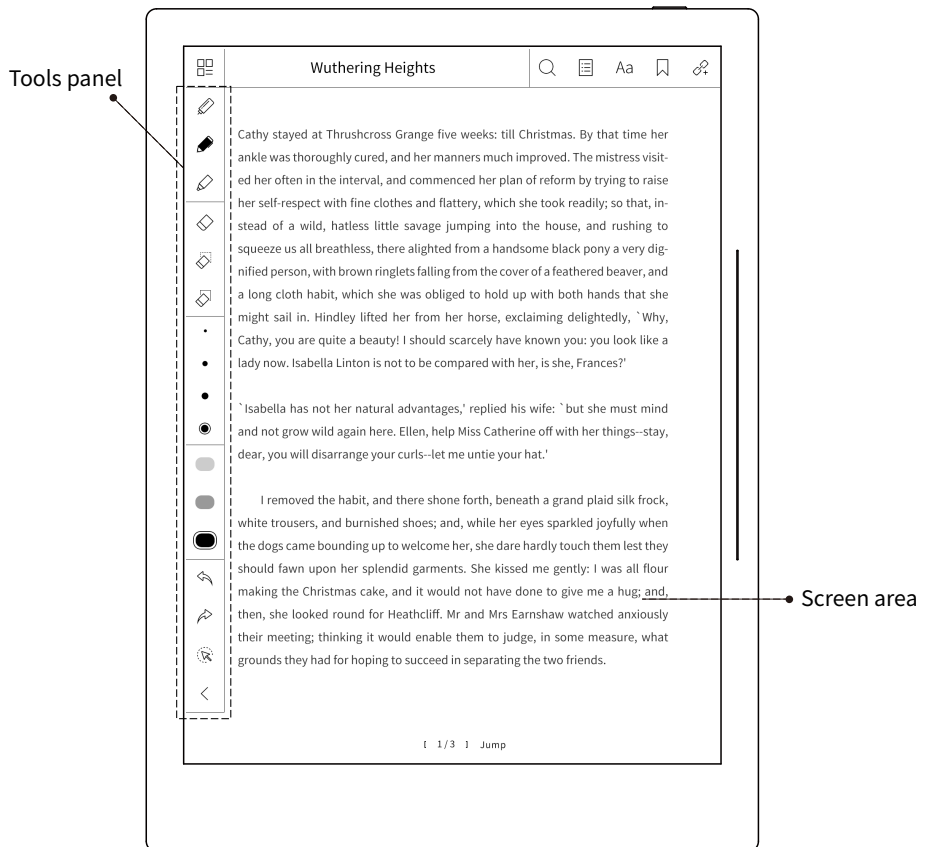 Tools panel
Wuthering Heights
Aa
Cathy stayed at Thrushcross Grange five weeks: till Christmas. By that time her
ankle was thoroughly cured, and her manners much improved. The mistress visit-
ed her often in the interval, and commenced her plan of reform by trying to raise
her self-respect with fine clothes and flattery, which she took readily; so that, in-
stead of a wild, hatless little savage jumping into the house, and rushing to
squeeze us all breathless, there alighted from a handsome black pony a very dig-
nified person, with brown ringlets falling from the cover of a feathered beaver, and
a long cloth habit, which she was obliged to hold up with both hands that she
might sail in. Hindley lifted her from her horse, exclaiming delightedly, `Why,
Cathy, you are quite a beauty! I should scarcely have known you: you look like a
lady now. Isabella Linton is not to be compared with her, is she, Frances?'
`Isabella has not her natural advantages,' replied his wife: `but she must mind
and not grow wild again here. Ellen, help Miss Catherine off with her things--stay,
dear, you will disarrange your curls--let me untie your hat.'
I removed the habit, and there shone forth, beneath a grand plaid silk frock,
white trousers, and burnished shoes; and, while her eyes sparkled joyfully when
the dogs came bounding up to welcome her, she dare hardly touch them lest they
should fawn upon her splendid garments. She kissed me gently: I was all flour
making the Christmas cake, and it would not have done to give me a hug; and,
then, she looked round for Heathcliff. Mr and Mrs Earnshaw watched anxiously
their meeting; thinking it would enable them to judge, in some measure, what
grounds they had for hoping to succeed in separating the two friends.
Screen area
[ 1/3 ] Jump